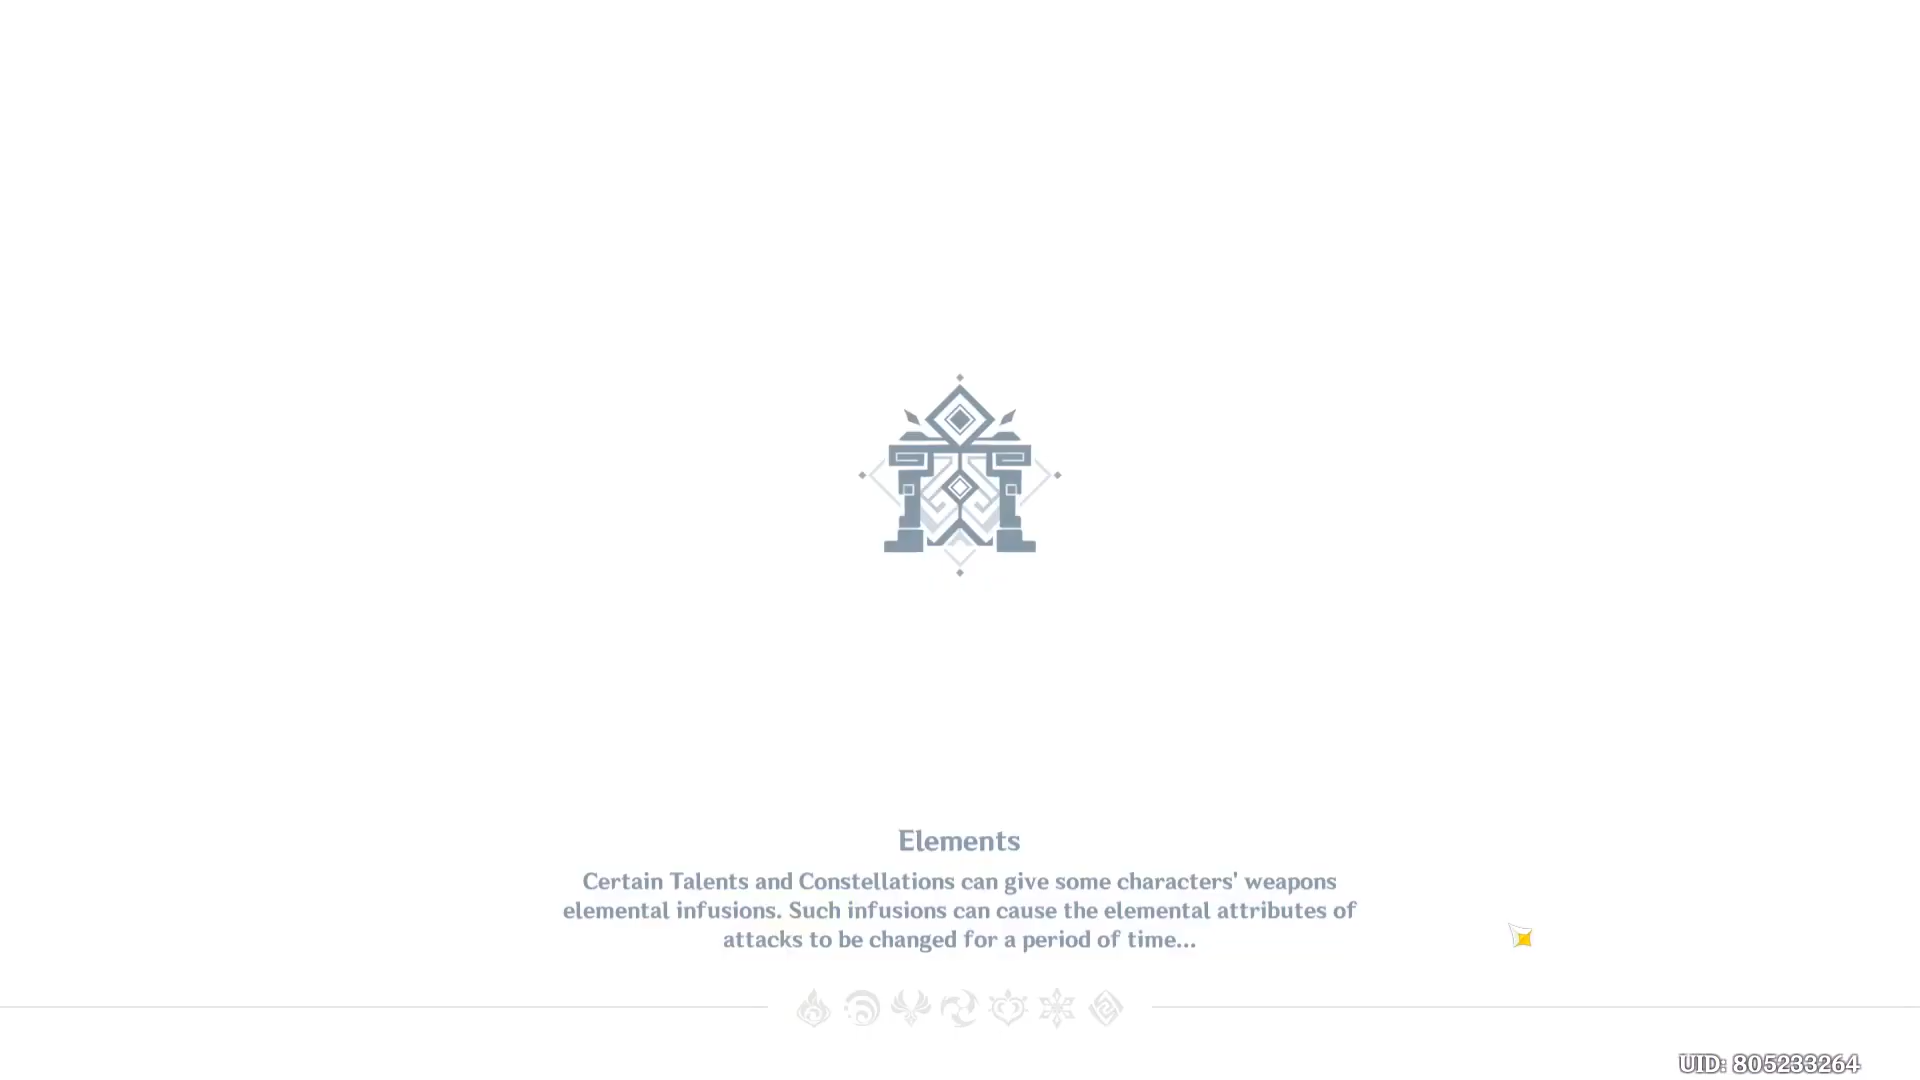 Elements
Certain Talents and Constellations can give some characters' weapons
elemental infusions. Such infusions can cause the elemental attributes of
attacks to be changed for a period of time...
UID: 805233264